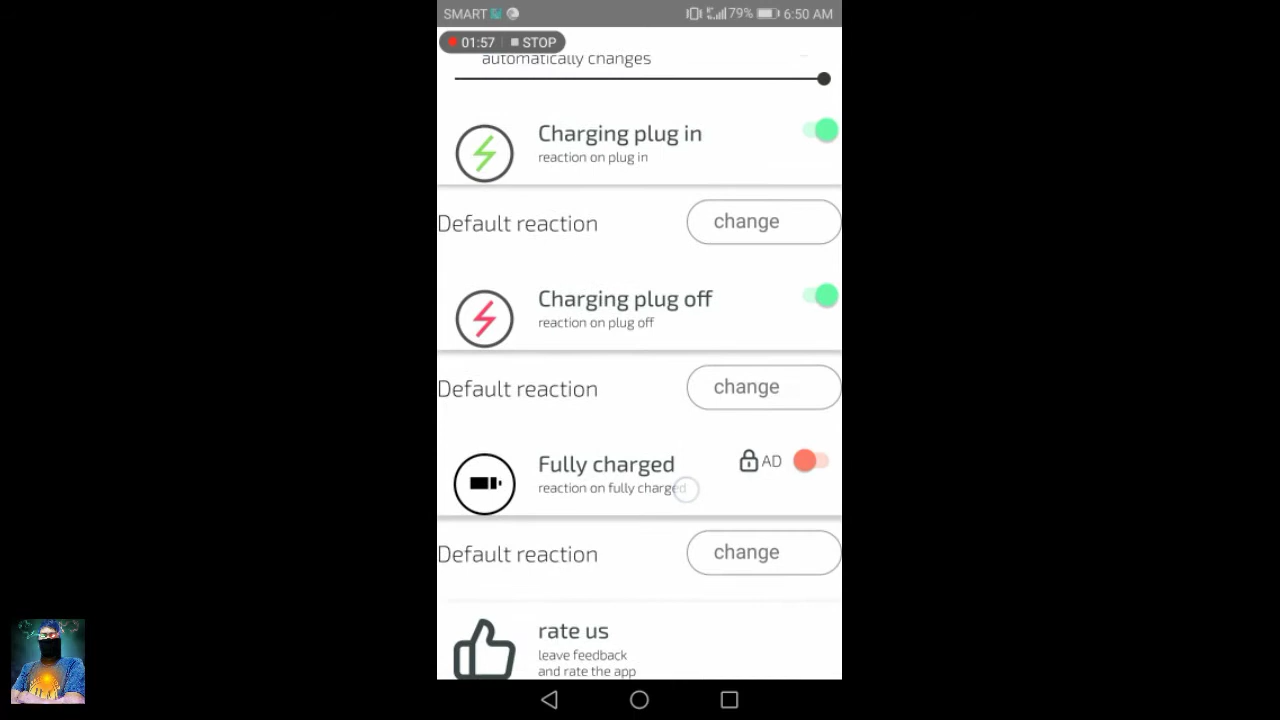 SMART 79% 6:50 AM
01:57 STOP
automatically changes
Charging plug in
reaction on plug in
Default reaction change
Charging plug off
reaction on plug off
Default reaction change
Fully charged AD
reaction on fully charged
Default reaction change
rate us
leave feedback
and rate the app